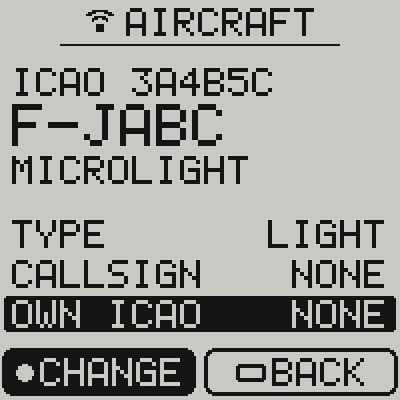 AIRCRAFT
ICAO 3A4B5C
F-JABC
MICROLIGHT
TYPE LIGHT
CALLSIGN NONE
OWN ICAO NONE
CHANGE BACK